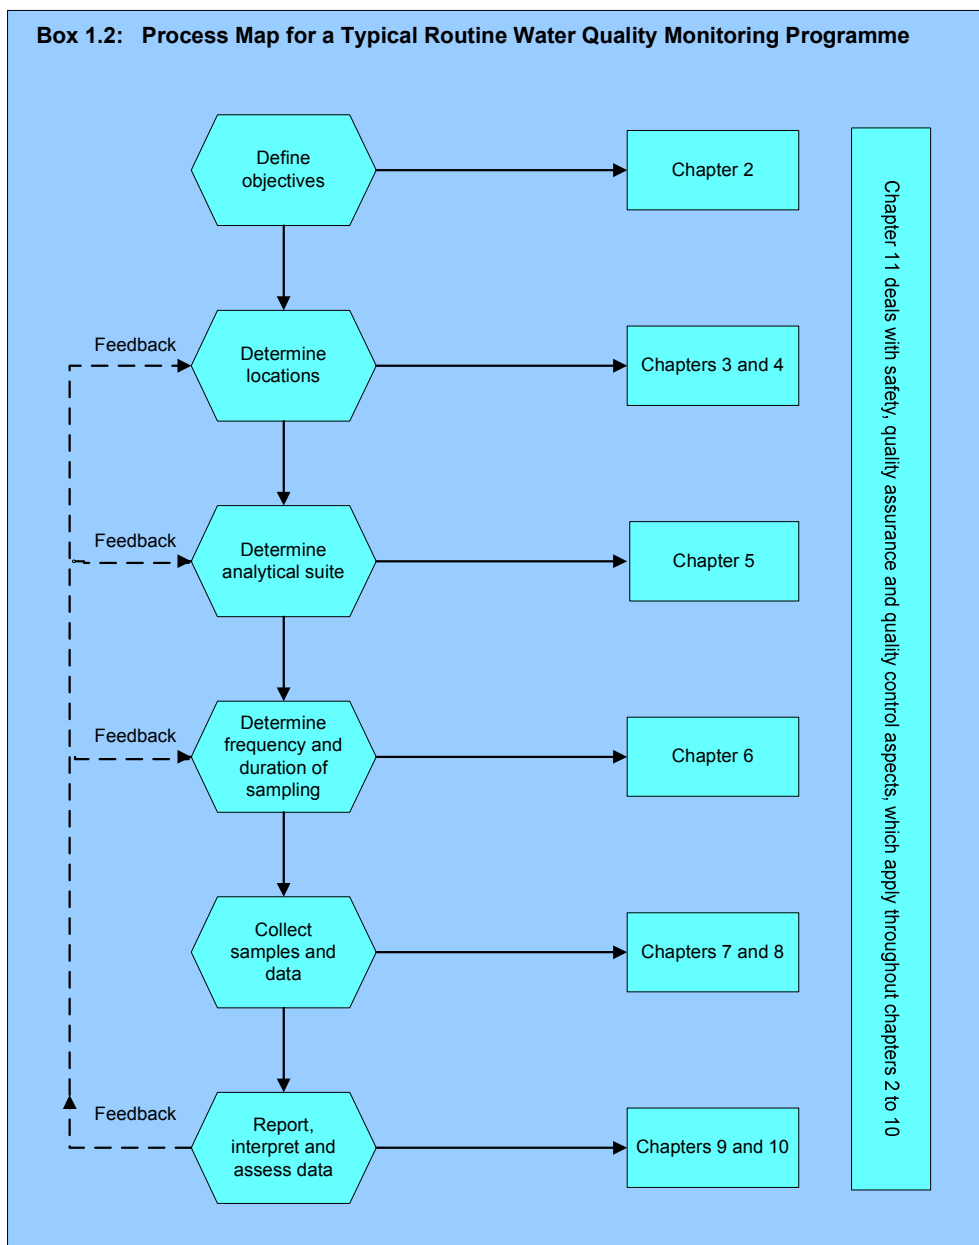 Box 1.2: Process Map for a Typical Routine Water Quality Monitoring Programme
Define
objectives
Chapter 2
Feedback
Determine
locations
Chapters 3 and 4
Feedback
Determine
analytical suite
Chapter 5
Feedback
Determine
frequency and
duration of
sampling
Chapter 6
Collect
samples and
data
Chapters 7 and 8
Feedback
Report,
interpret and
assess data
Chapters 9 and 10
Chapter 11 deals with safety, quality assurance and quality control aspects, which apply throughout chapters 2 to 10